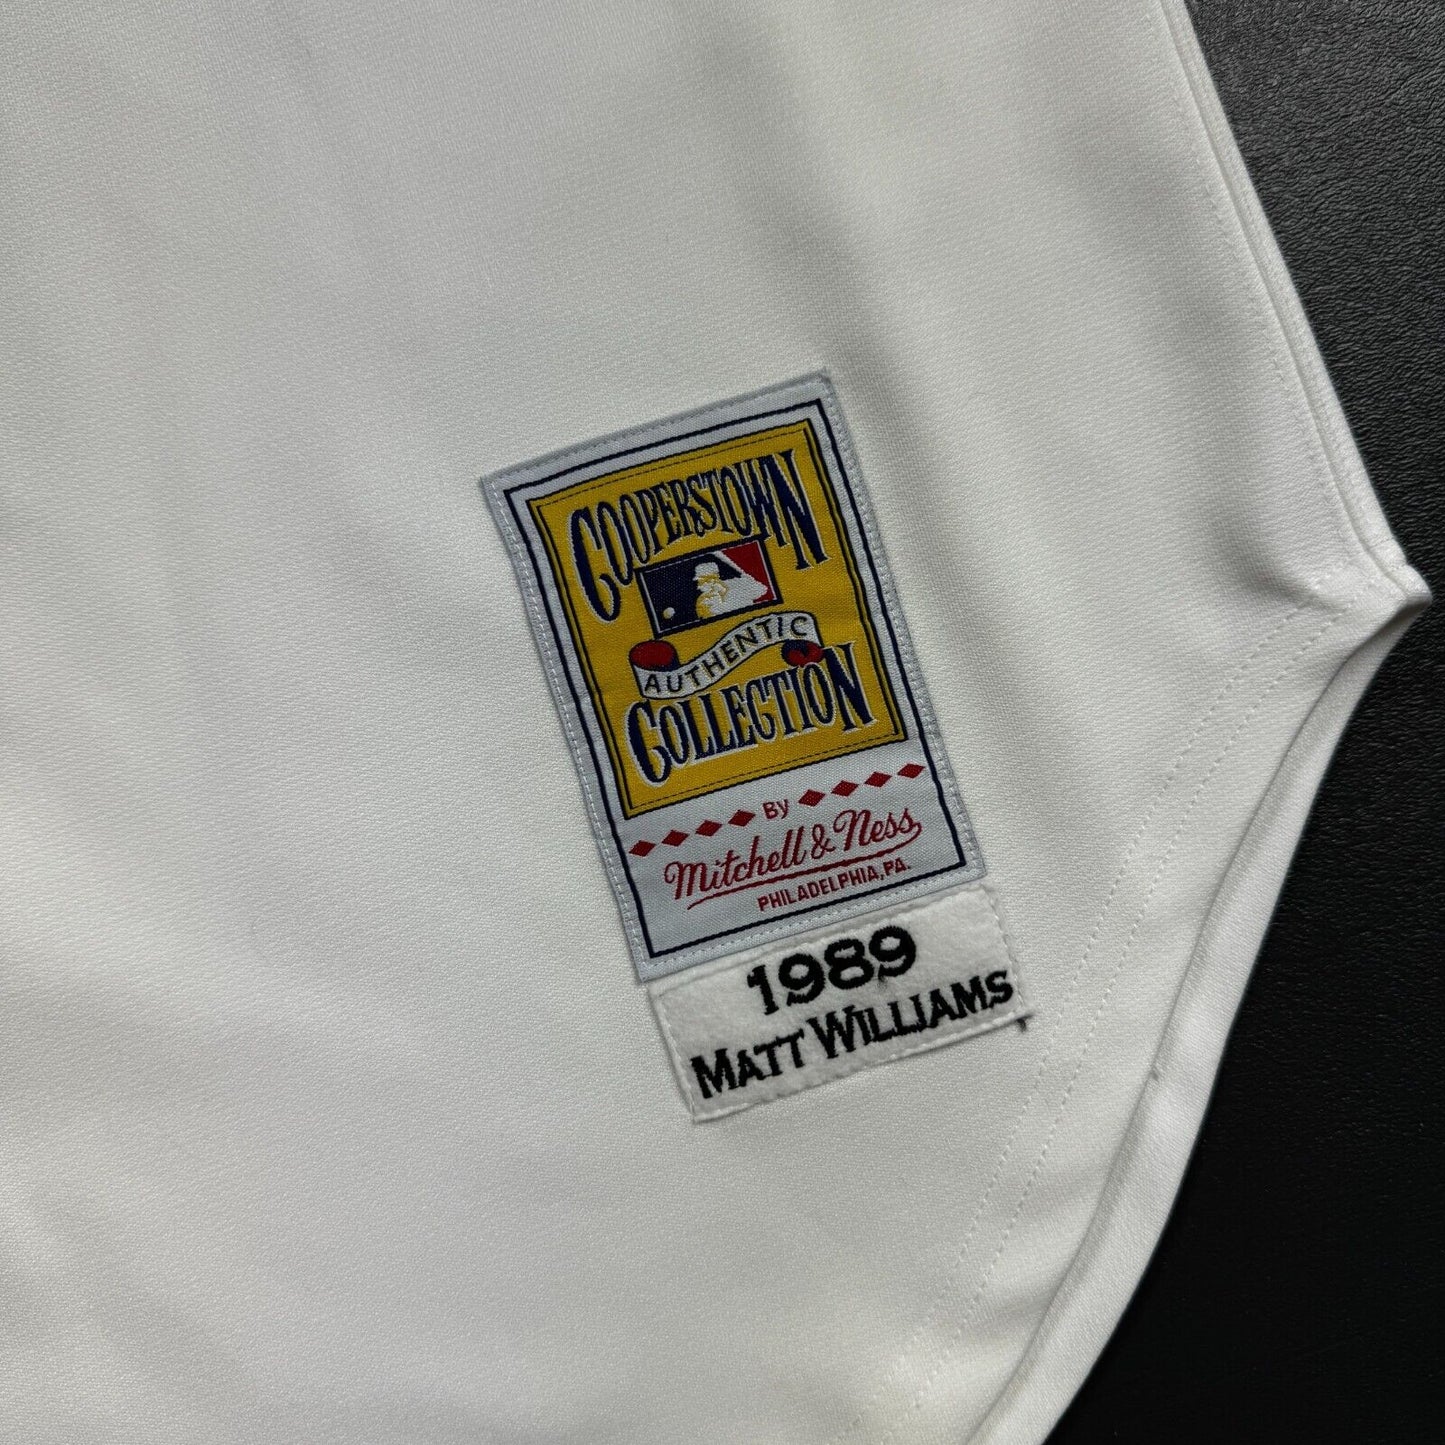 COOPERSTOWN
AUTHENTIC
COLLECTION
BY
Mitchell & Ness
PHILADELPHIA, PA.
1989
MATT WILLIAMS